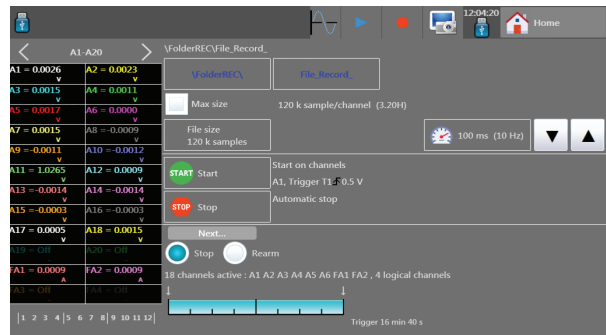 12:04:20
Home
A1-A20
\FolderREC\File_Record_
A1 = 0.0026 A2 = 0.0023
v v
\FolderREC\ File_Record_
A3 = 0.0015 A4 = 0.0011
v v
Max size 120 k sample/channel (3.20H)
A5 = 0.0017 A6 = 0.0000
v v
A7 = 0.0015 A8 =-0.0009
v v
File size
120 k samples
100 ms (10 Hz)
A9 =-0.0011 A10 =-0.0012
v v
A11 = 1.0265 A12 = 0.0009
v v
START Start
Start on channels
A1, Trigger T1 0.5 V
A13 =-0.0014 A14 =-0.0014
v v
Automatic stop
A15 =-0.0003 A16 =-0.0003
v v
STOP Stop
A17 = 0.0005 A18 = 0.0015
v v
Next...
A19 = Off A20 = Off
Stop Rearm
FA1 = 0.0009 FA2 = 0.0009
A A
18 channels active : A1 A2 A3 A4 A5 A6 FA1 FA2 , 4 logical channels
FA3 = Off FA4 = Off
|1 2 3 4|5 6 7 8|9 10 11 12|
Trigger 16 min 40 s